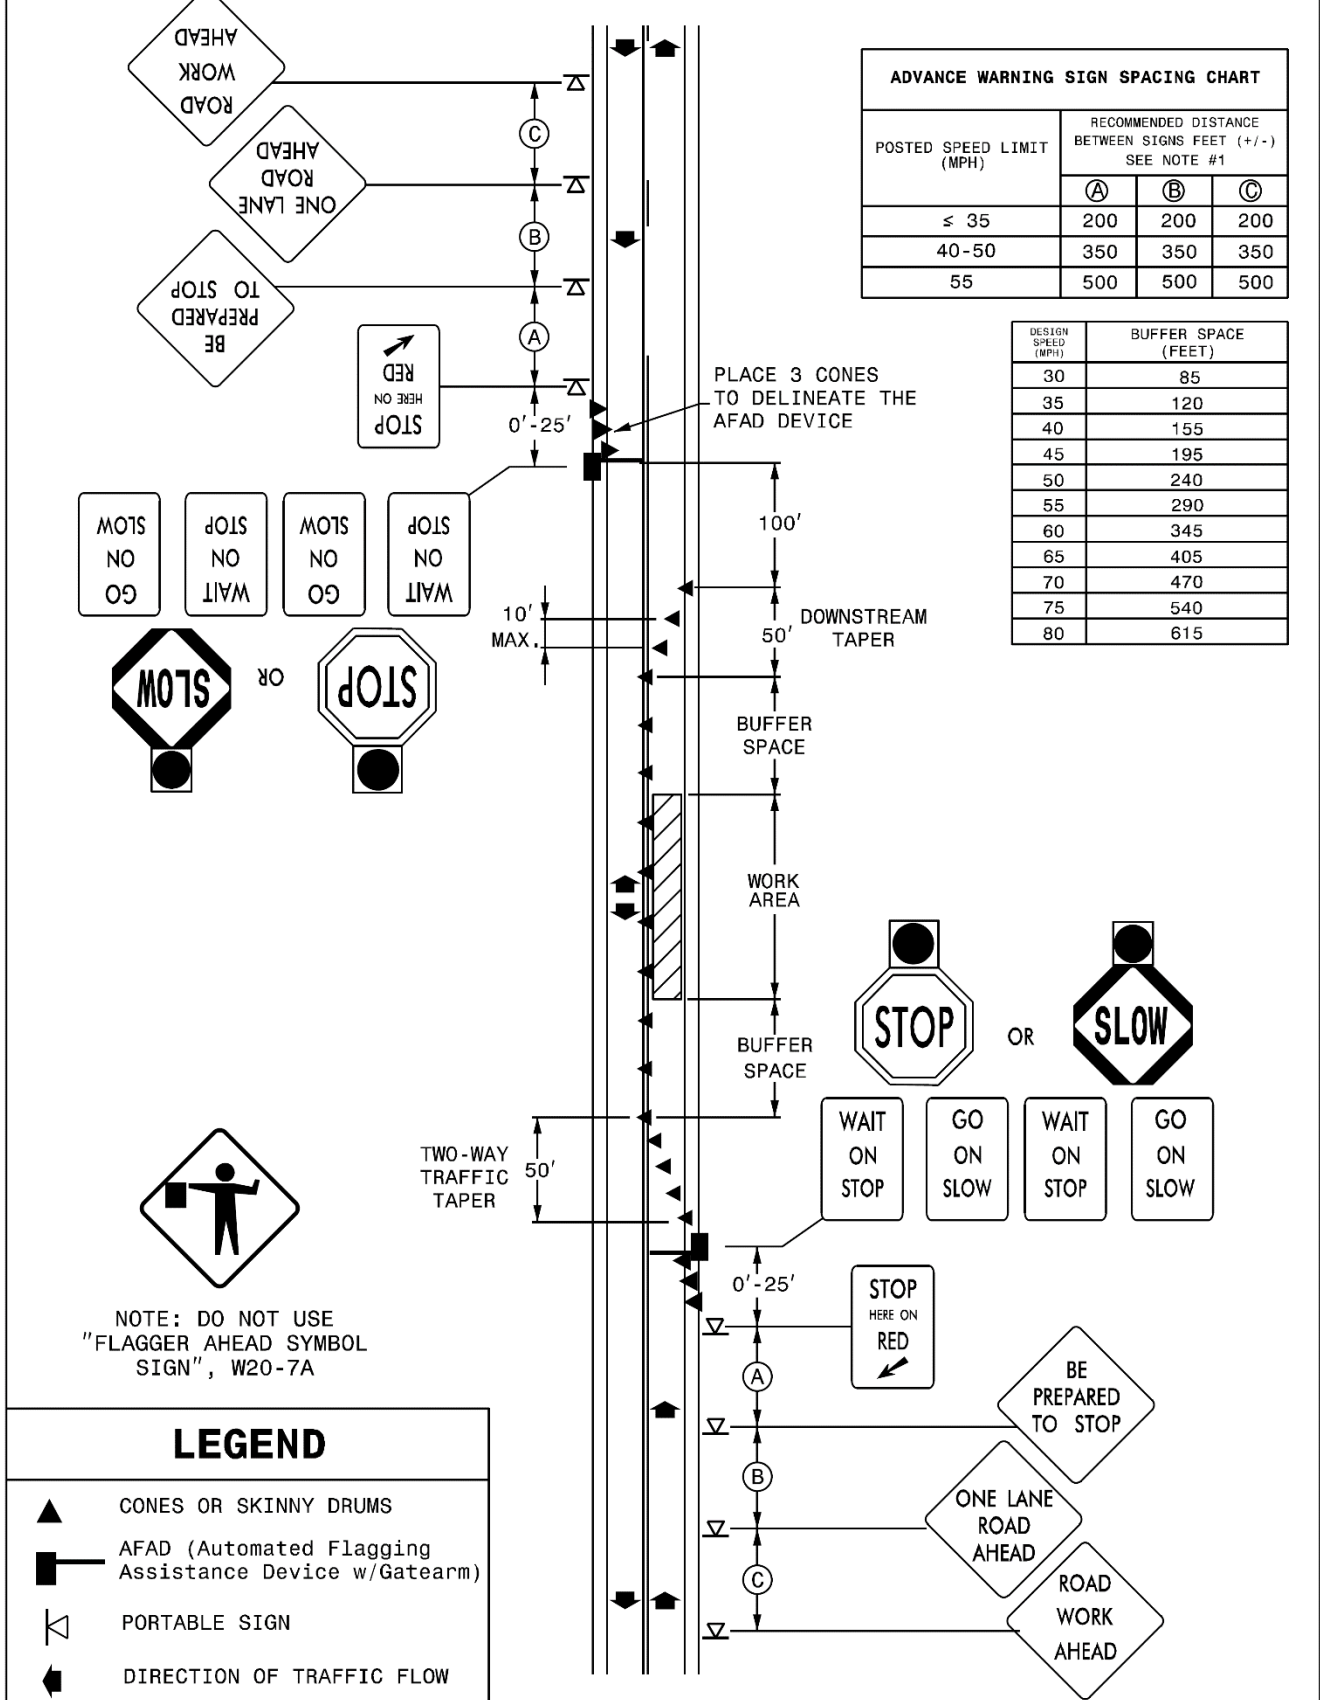 ROAD
WORK
AHEAD
C
ONE LANE
ROAD
AHEAD
B
BE
PREPARED
TO STOP
A
STOP
HERE ON
RED
0'-25'
PLACE 3 CONES
TO DELINEATE THE
AFAD DEVICE
ADVANCE WARNING SIGN SPACING CHART
POSTED SPEED LIMIT
(MPH)
RECOMMENDED DISTANCE
BETWEEN SIGNS FEET (+/-)
SEE NOTE #1
A B C
≤ 35 200 200 200
40-50 350 350 350
55 500 500 500
DESIGN
SPEED
(MPH)
BUFFER SPACE
(FEET)
30 85
35 120
40 155
45 195
50 240
55 290
60 345
65 405
70 470
75 540
80 615
GO
ON
SLOW
WAIT
ON
STOP
GO
ON
SLOW
WAIT
ON
STOP
SLOW
OR
STOP
100'
10'
MAX.
50'
DOWNSTREAM
TAPER
BUFFER
SPACE
WORK
AREA
BUFFER
SPACE
STOP
OR
SLOW
WAIT
ON
STOP
GO
ON
SLOW
WAIT
ON
STOP
GO
ON
SLOW
TWO-WAY
TRAFFIC
TAPER
50'
0'-25'
STOP
HERE ON
RED
A
BE
PREPARED
TO STOP
B
ONE LANE
ROAD
AHEAD
C
ROAD
WORK
AHEAD
NOTE: DO NOT USE
"FLAGGER AHEAD SYMBOL
SIGN", W20-7A
LEGEND
CONES OR SKINNY DRUMS
AFAD (Automated Flagging
Assistance Device w/Gatearm)
PORTABLE SIGN
DIRECTION OF TRAFFIC FLOW